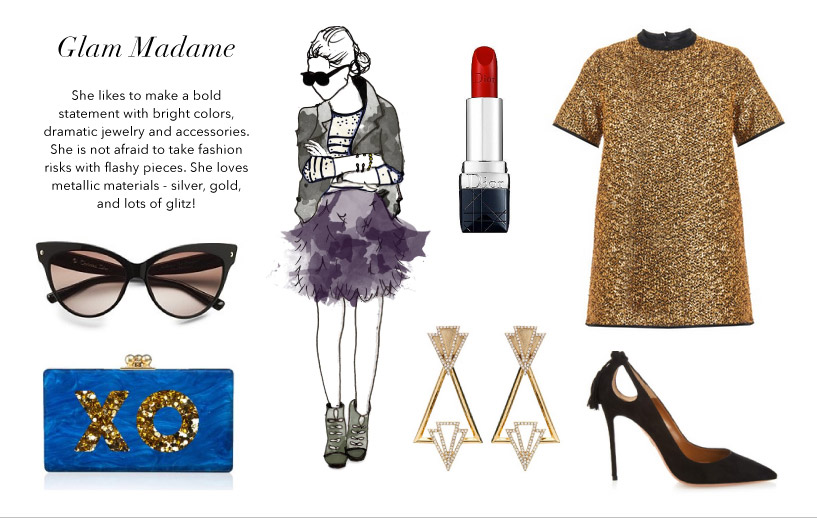 Glam Madame
She likes to make a bold
statement with bright colors,
dramatic jewelry and accessories.
She is not afraid to take fashion
risks with flashy pieces. She loves
metallic materials - silver, gold,
and lots of glitz!
Dior
Dior
XO